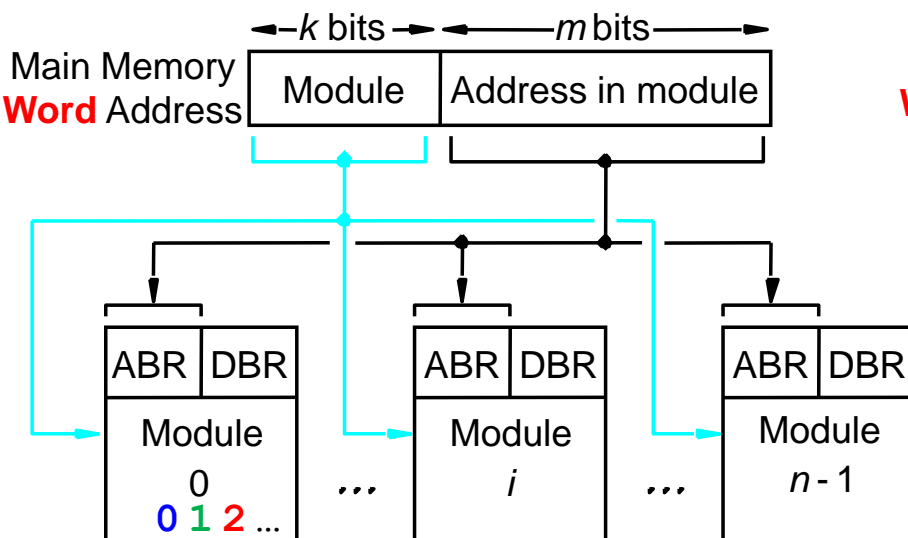 k bits m bits
Main Memory
Word Address
Module Address in module
ABR DBR ABR DBR ABR DBR
Module Module Module
0 ... i ... n - 1
0 1 2 ...